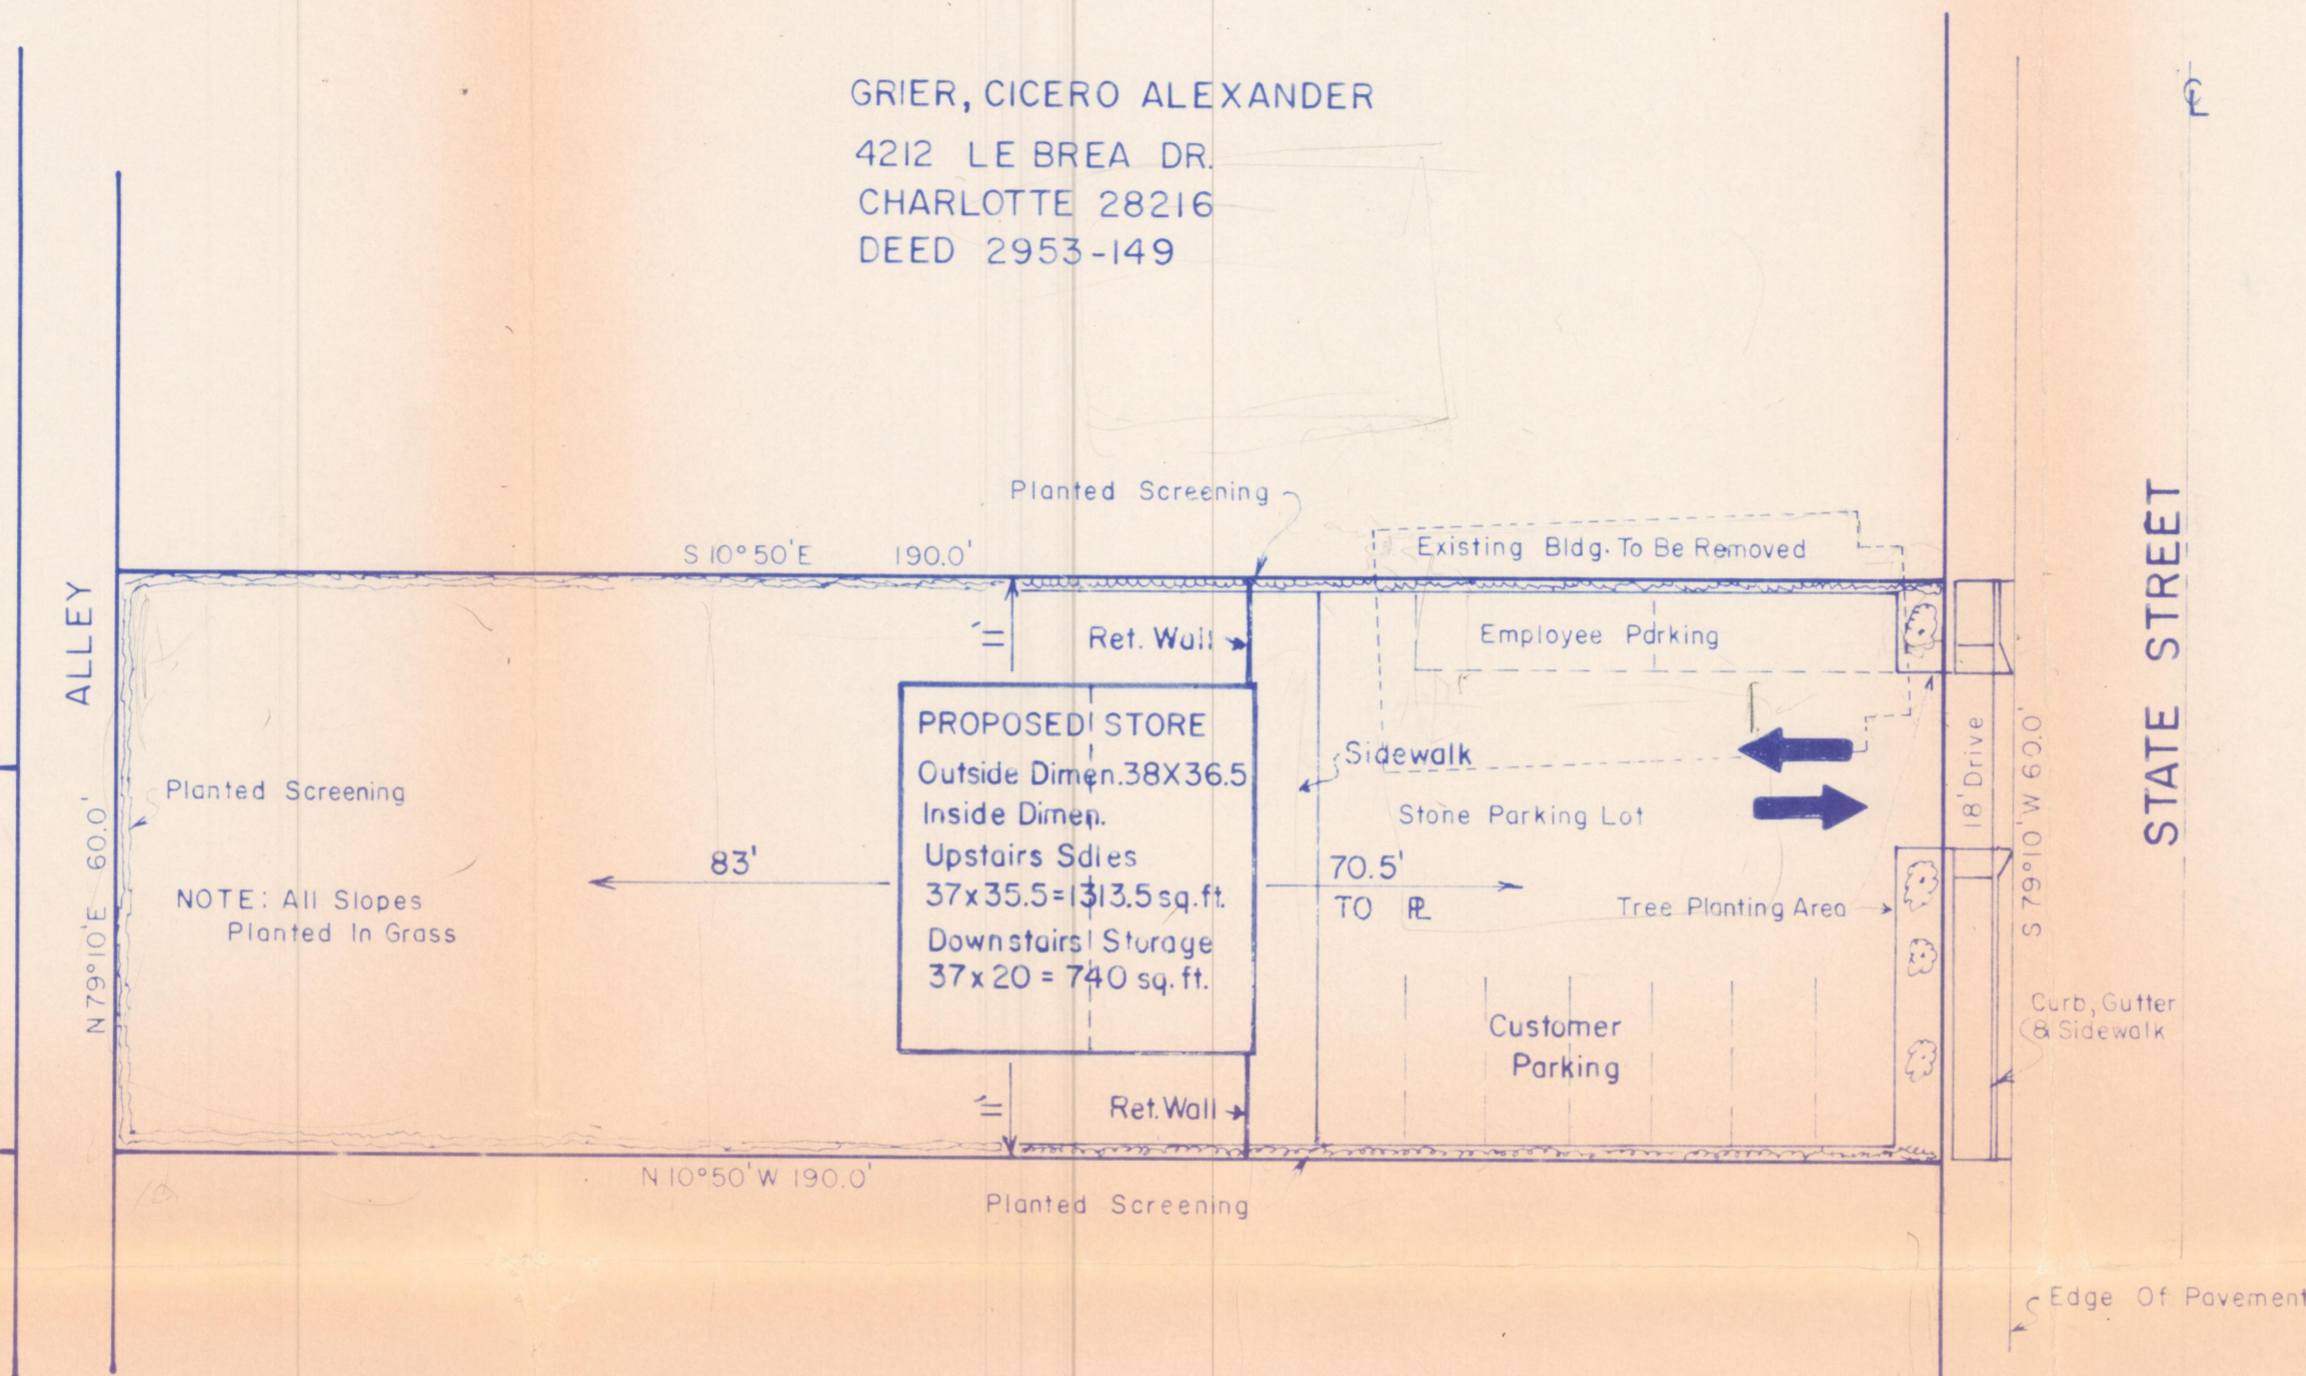 GRIER, CICERO ALEXANDER
4212 LE BREA DR.
CHARLOTTE 28216
DEED 2953-149
℄
Planted Screening
S 10°50'E 190.0'
Existing Bldg. To Be Removed
ALLEY
11'
Ret. Wall
Employee Parking
STATE STREET
PROPOSED STORE
Outside Dimen. 38X36.5
Inside Dimen.
Upstairs Sales
37x35.5=1313.5 sq.ft.
Downstairs Storage
37x20 = 740 sq. ft.
Sidewalk
Stone Parking Lot
18' Drive
S 79°10'W 60.0'
Planted Screening
N 79°10'E 60.0'
83'
70.5'
TO ⅊
NOTE: All Slopes
Planted In Grass
Tree Planting Area
Customer
Parking
Curb, Gutter
& Sidewalk
11'
Ret. Wall
N 10°50'W 190.0'
Planted Screening
Edge Of Pavement